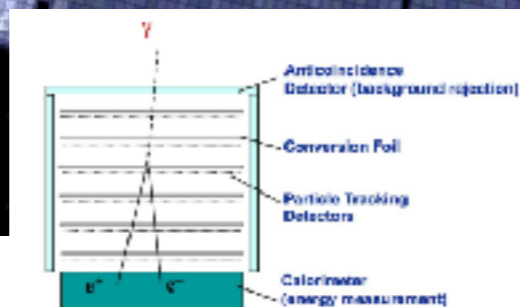 γ
Anticoincidence
Detector (background rejection)
Conversion Foil
Particle Tracking
Detectors
e⁺ e⁻
Calorimeter
(energy measurement)